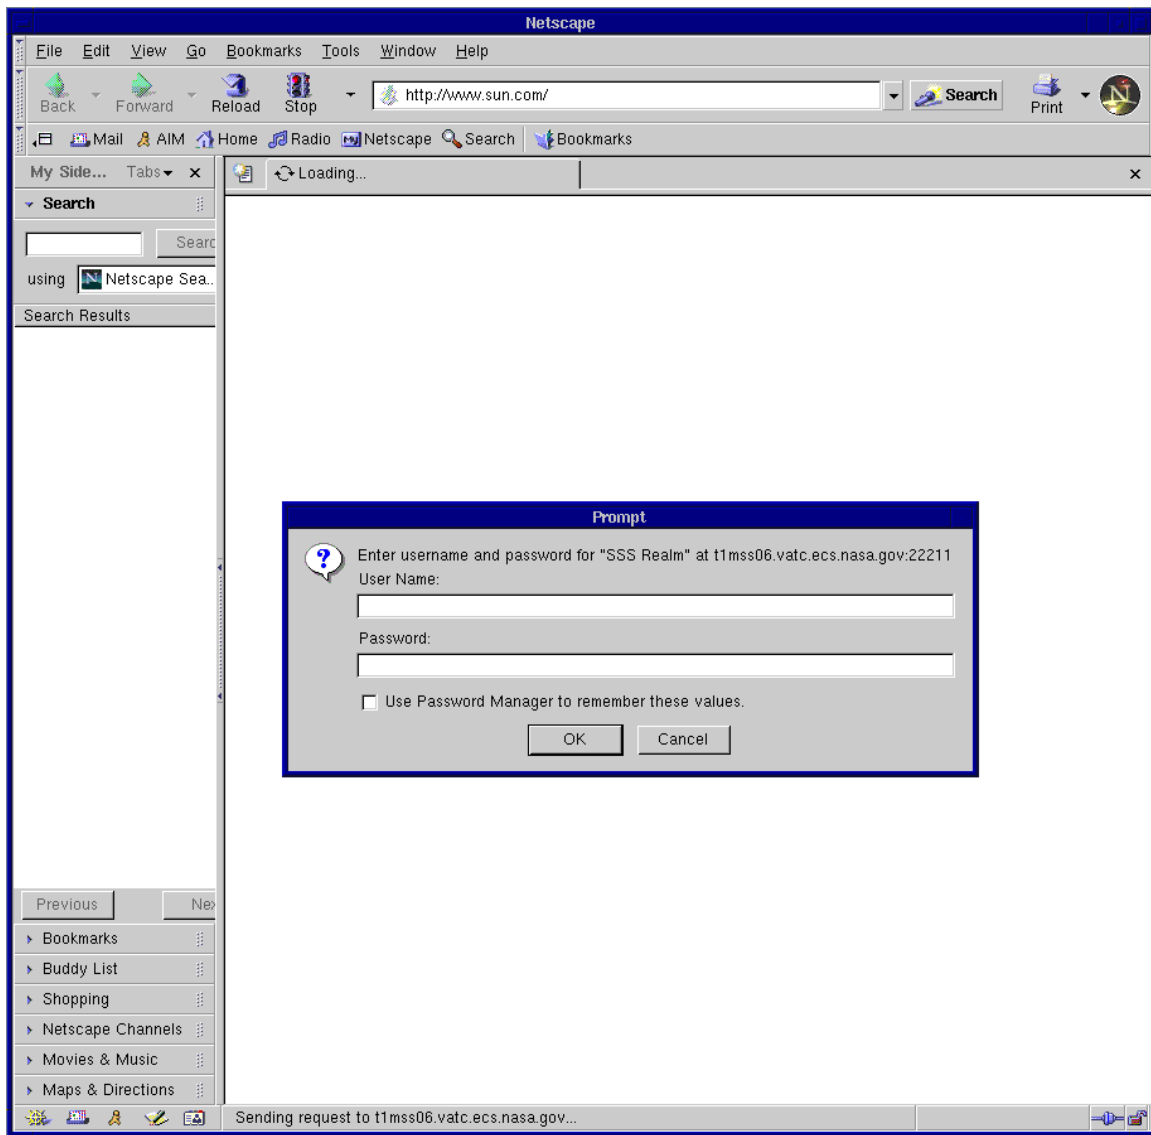 Netscape
File Edit View Go Bookmarks Tools Window Help
Back Forward Reload Stop http://www.sun.com/ Search Print N
Mail AIM Home Radio My Netscape Search Bookmarks
My Side... Tabs Loading...
Search
Searc
using N Netscape Sea..
Search Results
Prompt
Enter username and password for "SSS Realm" at t1mss06.vatc.ecs.nasa.gov:22211
User Name:
Password:
Use Password Manager to remember these values.
OK Cancel
Previous Nex
Bookmarks
Buddy List
Shopping
Netscape Channels
Movies & Music
Maps & Directions
Sending request to t1mss06.vatc.ecs.nasa.gov...